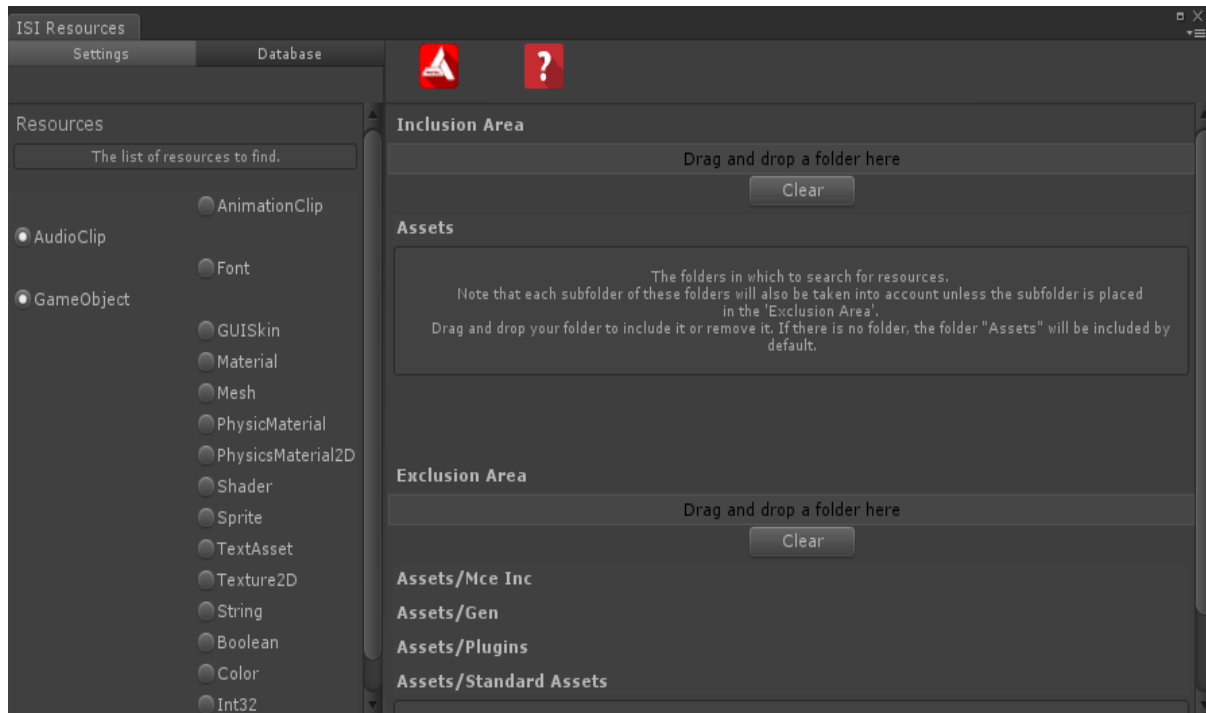 ISI Resources
Settings
Database
?
Resources
The list of resources to find.
AnimationClip
AudioClip
Font
GameObject
GUISkin
Material
Mesh
PhysicMaterial
PhysicsMaterial2D
Shader
Sprite
TextAsset
Texture2D
String
Boolean
Color
Int32
Inclusion Area
Drag and drop a folder here
Clear
Assets
The folders in which to search for resources.
Note that each subfolder of these folders will also be taken into account unless the subfolder is placed
in the 'Exclusion Area'.
Drag and drop your folder to include it or remove it. If there is no folder, the folder "Assets" will be included by
default.
Exclusion Area
Drag and drop a folder here
Clear
Assets/Mce Inc
Assets/Gen
Assets/Plugins
Assets/Standard Assets